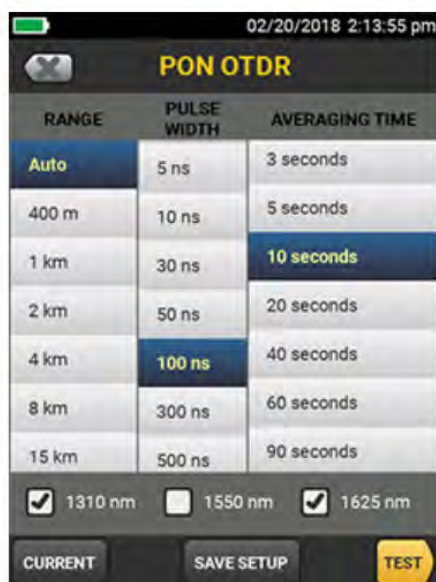 02/20/2018 2:13:55 pm
PON OTDR
RANGE PULSE WIDTH AVERAGING TIME
Auto 5 ns 3 seconds
400 m 10 ns 5 seconds
1 km 30 ns 10 seconds
2 km 50 ns 20 seconds
4 km 100 ns 40 seconds
8 km 300 ns 60 seconds
15 km 500 ns 90 seconds
1310 nm 1550 nm 1625 nm
CURRENT SAVE SETUP TEST